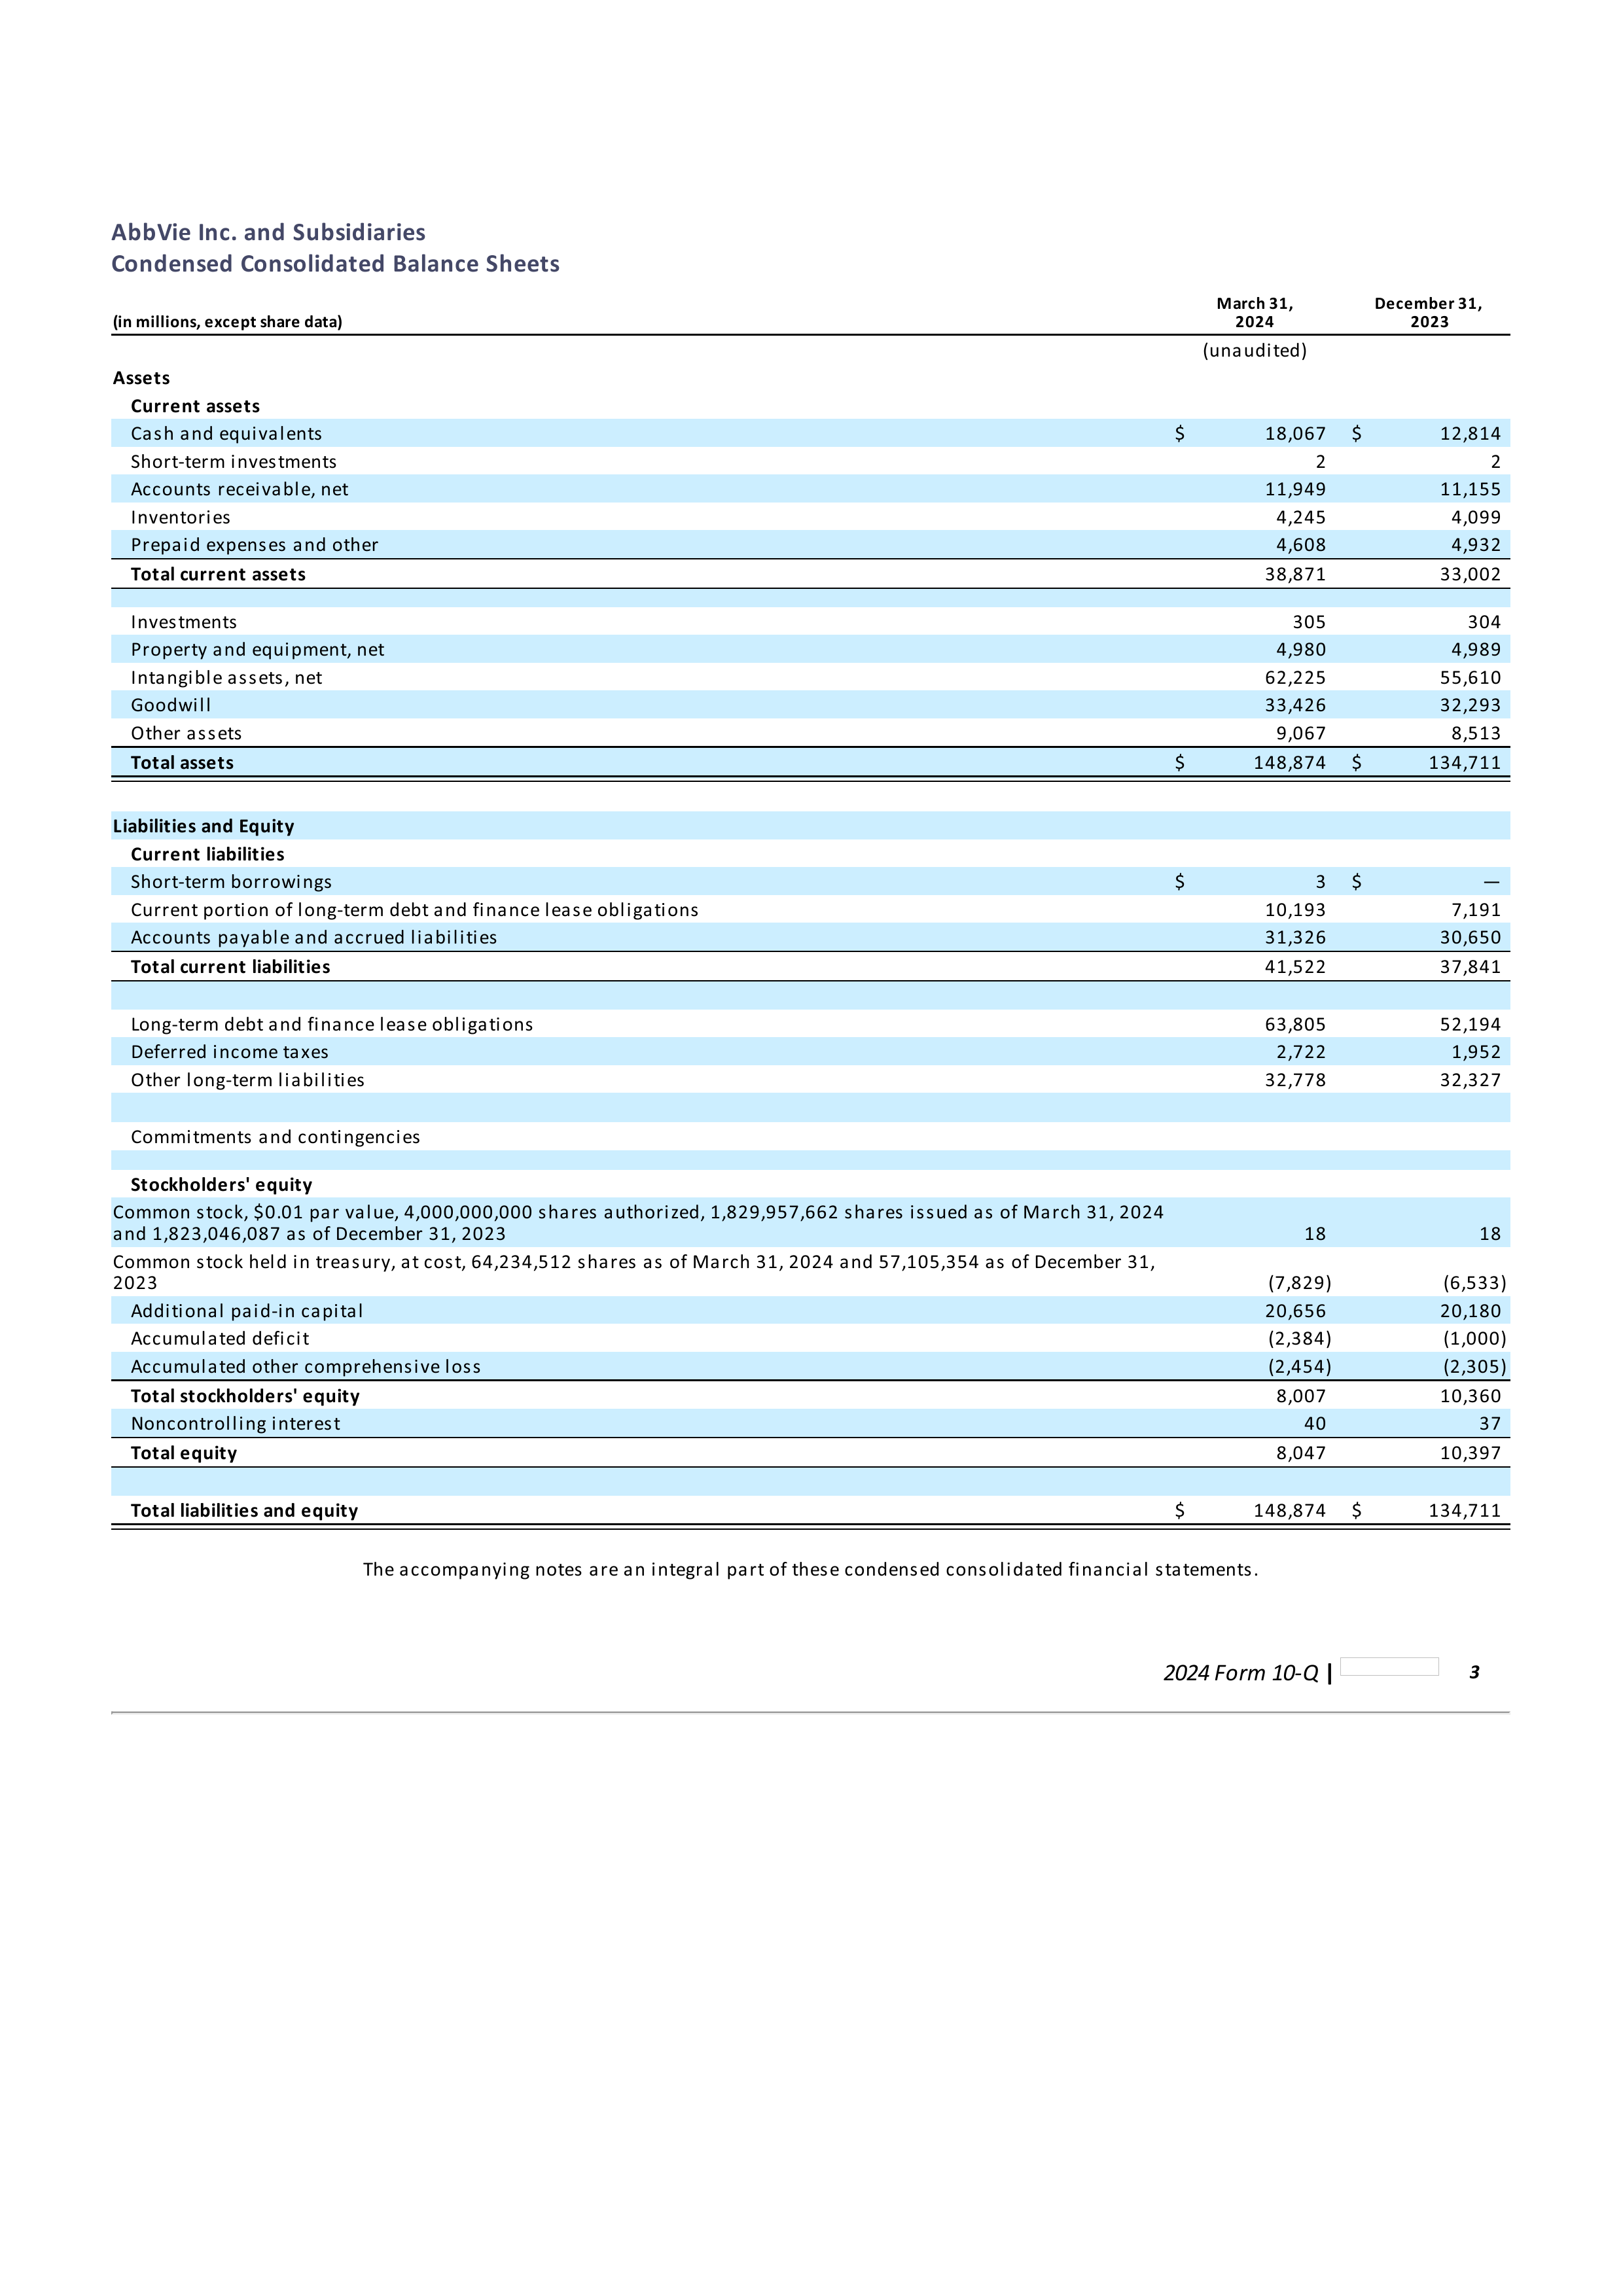 AbbVie Inc. and Subsidiaries
Condensed Consolidated Balance Sheets
(in millions, except share data) March 31, 2024 December 31, 2023
(unaudited)
Assets
Current assets
Cash and equivalents $ 18,067 $ 12,814
Short-term investments 2 2
Accounts receivable, net 11,949 11,155
Inventories 4,245 4,099
Prepaid expenses and other 4,608 4,932
Total current assets 38,871 33,002
Investments 305 304
Property and equipment, net 4,980 4,989
Intangible assets, net 62,225 55,610
Goodwill 33,426 32,293
Other assets 9,067 8,513
Total assets $ 148,874 $ 134,711
Liabilities and Equity
Current liabilities
Short-term borrowings $ 3 $ —
Current portion of long-term debt and finance lease obligations 10,193 7,191
Accounts payable and accrued liabilities 31,326 30,650
Total current liabilities 41,522 37,841
Long-term debt and finance lease obligations 63,805 52,194
Deferred income taxes 2,722 1,952
Other long-term liabilities 32,778 32,327
Commitments and contingencies
Stockholders' equity
Common stock, $0.01 par value, 4,000,000,000 shares authorized, 1,829,957,662 shares issued as of March 31, 2024
and 1,823,046,087 as of December 31, 2023 18 18
Common stock held in treasury, at cost, 64,234,512 shares as of March 31, 2024 and 57,105,354 as of December 31,
2023 (7,829) (6,533)
Additional paid-in capital 20,656 20,180
Accumulated deficit (2,384) (1,000)
Accumulated other comprehensive loss (2,454) (2,305)
Total stockholders' equity 8,007 10,360
Noncontrolling interest 40 37
Total equity 8,047 10,397
Total liabilities and equity $ 148,874 $ 134,711
The accompanying notes are an integral part of these condensed consolidated financial statements.
2024 Form 10-Q | 3